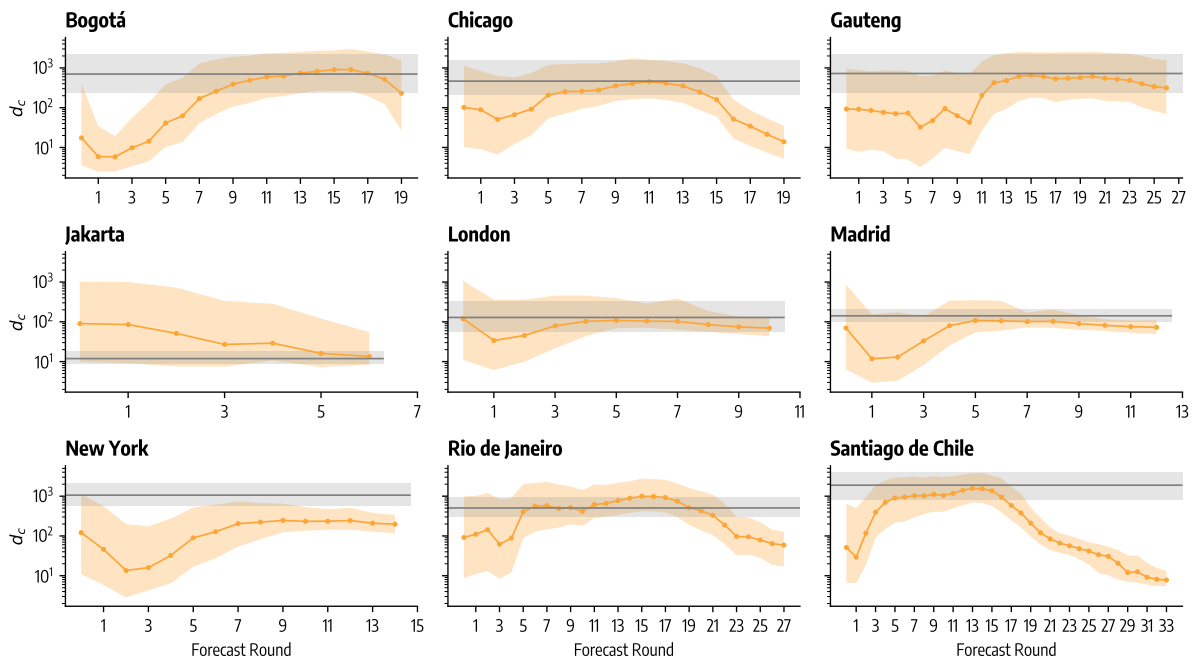 Bogotá Chicago Gauteng
d_c
10³
10²
10¹
1 3 5 7 9 11 13 15 17 19
1 3 5 7 9 11 13 15 17 19
1 3 5 7 9 11 13 15 17 19 21 23 25 27
Jakarta London Madrid
d_c
10³
10²
10¹
1 3 5 7
1 3 5 7 9 11
1 3 5 7 9 11 13
New York Rio de Janeiro Santiago de Chile
d_c
10³
10²
10¹
1 3 5 7 9 11 13 15
1 3 5 7 9 11 13 15 17 19 21 23 25 27
1 3 5 7 9 11 13 15 17 19 21 23 25 27 29 31 33
Forecast Round Forecast Round Forecast Round